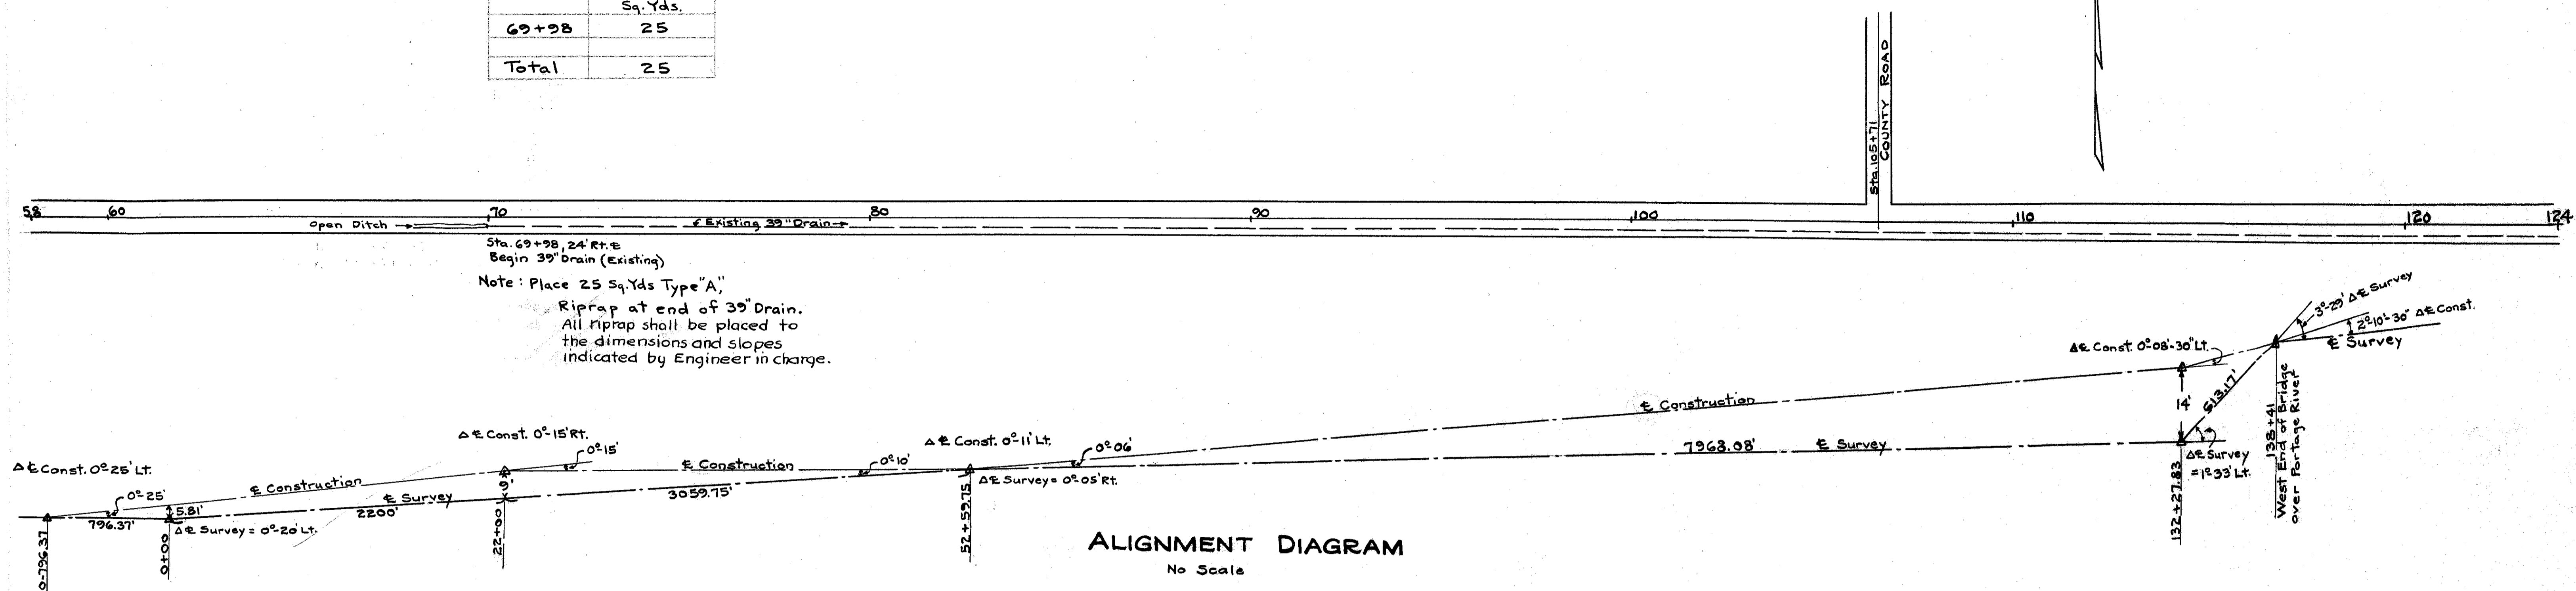 Sq. Yds.
69+98 25
Total 25
Sta. 105+71
COUNTY ROAD
58 60 70 80 90 100 110 120 124
Open Ditch
Existing 39" Drain
Sta. 69+98, 24' Rt. ℄
Begin 39" Drain (Existing)
Note: Place 25 Sq. Yds Type "A",
Riprap at end of 39" Drain.
All riprap shall be placed to
the dimensions and slopes
indicated by Engineer in charge.
3°-29' Δ ℄ Survey
2°-10'-30" Δ ℄ Const.
℄ Survey
Δ ℄ Const. 0°-08'-30" Lt.
14'
513.17'
138+41
West End of Bridge
over Portage River
Δ ℄ Survey
=1°33' Lt.
132+27.83
℄ Construction
7968.08' ℄ Survey
Δ ℄ Const. 0°-11' Lt.
0°-06'
Δ ℄ Survey = 0°-05' Rt.
52+59.75
Δ ℄ Const. 0°-15' Rt.
0°-15'
℄ Construction
0°-10'
3059.75'
9'
22+00
Δ ℄ Const. 0°25' Lt.
0°-25'
℄ Construction
℄ Survey
2200'
5.81'
796.37'
Δ ℄ Survey = 0°-20' Lt.
0-796.37
0+00
ALIGNMENT DIAGRAM
No Scale